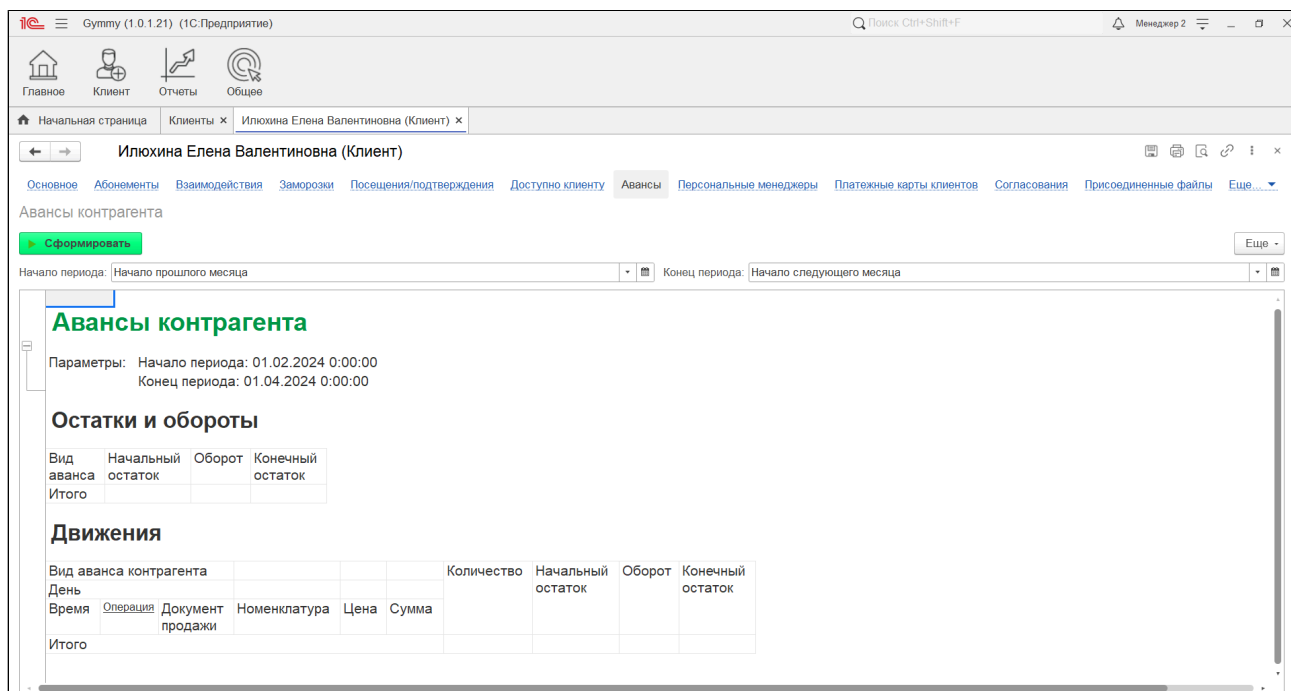 1С Gymmy (1.0.1.21) (1С:Предприятие) Поиск Ctrl+Shift+F Менеджер 2
Главное Клиент Отчеты Общее
Начальная страница Клиенты × Илюхина Елена Валентиновна (Клиент) ×
Илюхина Елена Валентиновна (Клиент)
Основное Абонементы Взаимодействия Заморозки Посещения/подтверждения Доступно клиенту Авансы Персональные менеджеры Платежные карты клиентов Согласования Присоединенные файлы Еще...
Авансы контрагента
Сформировать Еще
Начало периода: Начало прошлого месяца Конец периода: Начало следующего месяца
Авансы контрагента
Параметры: Начало периода: 01.02.2024 0:00:00
Конец периода: 01.04.2024 0:00:00
Остатки и обороты
Вид Начальный Оборот Конечный
аванса остаток остаток
Итого
Движения
Вид аванса контрагента Количество Начальный Оборот Конечный
День остаток остаток
Время Операция Документ Номенклатура Цена Сумма
продажи
Итого